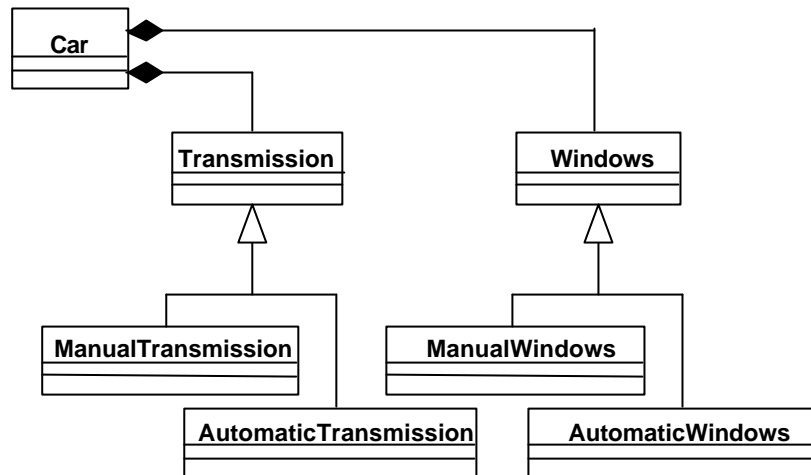 Car
Transmission
Windows
ManualTransmission
ManualWindows
AutomaticTransmission
AutomaticWindows